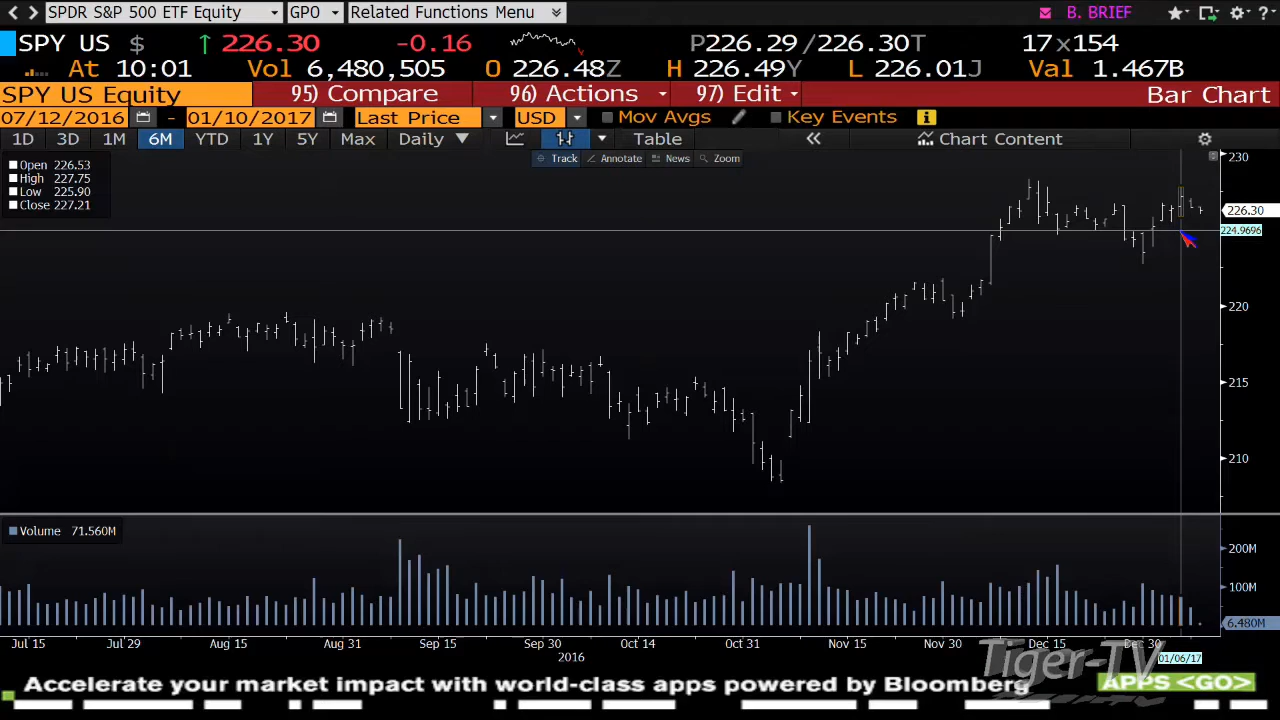 SPDR S&P 500 ETF Equity GPO Related Functions Menu B. BRIEF ?
SPY US $ ↑ 226.30 -0.16 P226.29 /226.30T 17x154
At 10:01 Vol 6,480,505 O 226.48Z H 226.49Y L 226.01J Val 1.467B
SPY US Equity 95) Compare 96) Actions 97) Edit Bar Chart
07/12/2016 - 01/10/2017 Last Price USD Mov Avgs Key Events i
1D 3D 1M 6M YTD 1Y 5Y Max Daily ▼ Table « Chart Content
Track Annotate News Zoom
Open 226.53
High 227.75
Low 225.90
Close 227.21
230
226.30
224.9696
220
215
210
Volume 71.560M
200M
100M
6.480M
Jul 15 Jul 29 Aug 15 Aug 31 Sep 15 Sep 30 Oct 14 Oct 31 Nov 15 Nov 30 Dec 15 Dec 30
2016 01/06/17
Tiger-TV
Accelerate your market impact with world-class apps powered by Bloomberg APPS <GO>